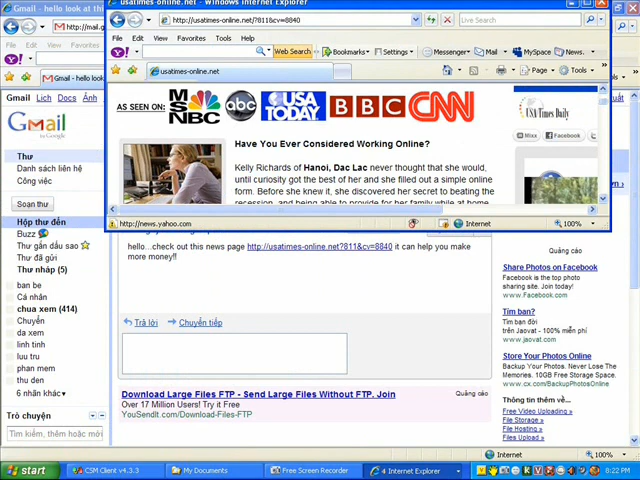 Gmail - hello look at thi
usatimes-online.net - Windows Internet Explorer
http://usatimes-online.net/?811&cv=8840
Live Search
File Edit View Favorites Tools Help
Web Search
Bookmarks
Settings
Messenger
Mail
MySpace
News
usatimes-online.net
Page
Tools
AS SEEN ON:
MSNBC
abc
USA TODAY
BBC
CNN
USA Times Daily
Mixx
Facebook
Have You Ever Considered Working Online?
Kelly Richards of Hanoi, Dac Lac never thought that she would,
until curiosity got the best of her and she filled out a simple online
form. Before she knew it, she discovered her secret to beating the
recession, and being able to provide for her family while at home
http://news.yahoo.com
Internet
100%
http://mail.g
File Edit View
Gmail - hello look
Gmail Lịch Docs Ảnh
Gmail
by Google
Thư
Danh sách liên hệ
Công việc
Soạn thư
Hộp thư đến
Buzz
Thư gắn dấu sao
Thư đã gửi
Thư nháp (5)
ban be
Cá nhân
chua xem (414)
Chuyển
da xem
linh tinh
luu tru
phan mem
thu den
6 nhãn khác
Trò chuyện
Tìm kiếm, thêm hoặc mời
hello...check out this news page http://usatimes-online.net/?811&cv=8840 it can help you make
more money!!
Trả lời
Chuyển tiếp
Download Large Files FTP - Send Large Files Without FTP. Join
Over 17 Million Users! Try it Free
YouSendIt.com/Download-Files-FTP
Quảng cáo
Quảng cáo
Share Photos on Facebook
Facebook is the top photo
sharing site. Join today!
www.Facebook.com
Tìm bạn?
Tìm bạn đời
trên Jaovat - 100% miễn phí
www.jaovat.com
Store Your Photos Online
Backup Your Photos. Never Lose The
Memories. 10GB Free Storage Space.
www.cx.com/BackupPhotosOnline
Thông tin thêm về...
Free Video Uploading »
File Storage »
File Hosting »
Files Upload »
Internet
100%
start
CSM Client v4.3.3
My Documents
Free Screen Recorder
4 Internet Explorer
8:22 PM